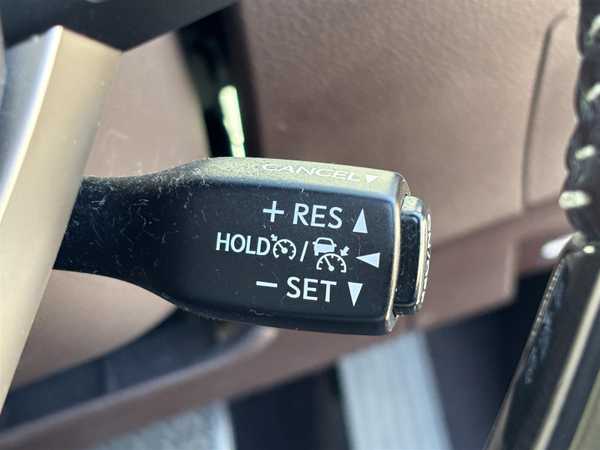 CANCEL▼
+ RES ▲
HOLD / ◀
− SET ▼